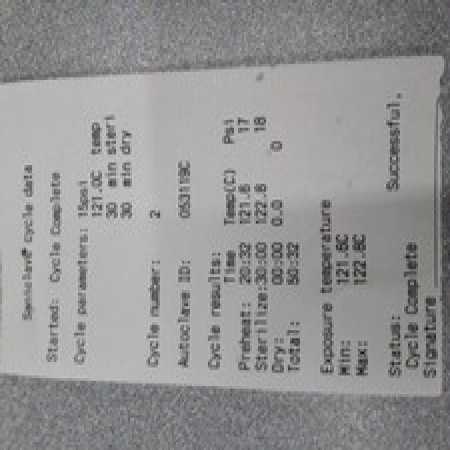 cycle data
Started: Cycle Complete
Cycle parameters: 15psi
121.0C temp
30 min steri
30 min dry
Cycle number: 2
Autoclave ID: 053119C
Cycle results:
Time Temp(C) Psi
Preheat: 20:32 121.6 17
Sterilize:30:00 122.8 18
Dry: 00:00 0.0 0
Total: 50:32
Exposure temperature
Min: 121.6C
Max: 122.8C
Status:
Cycle Complete Successful.
Signature